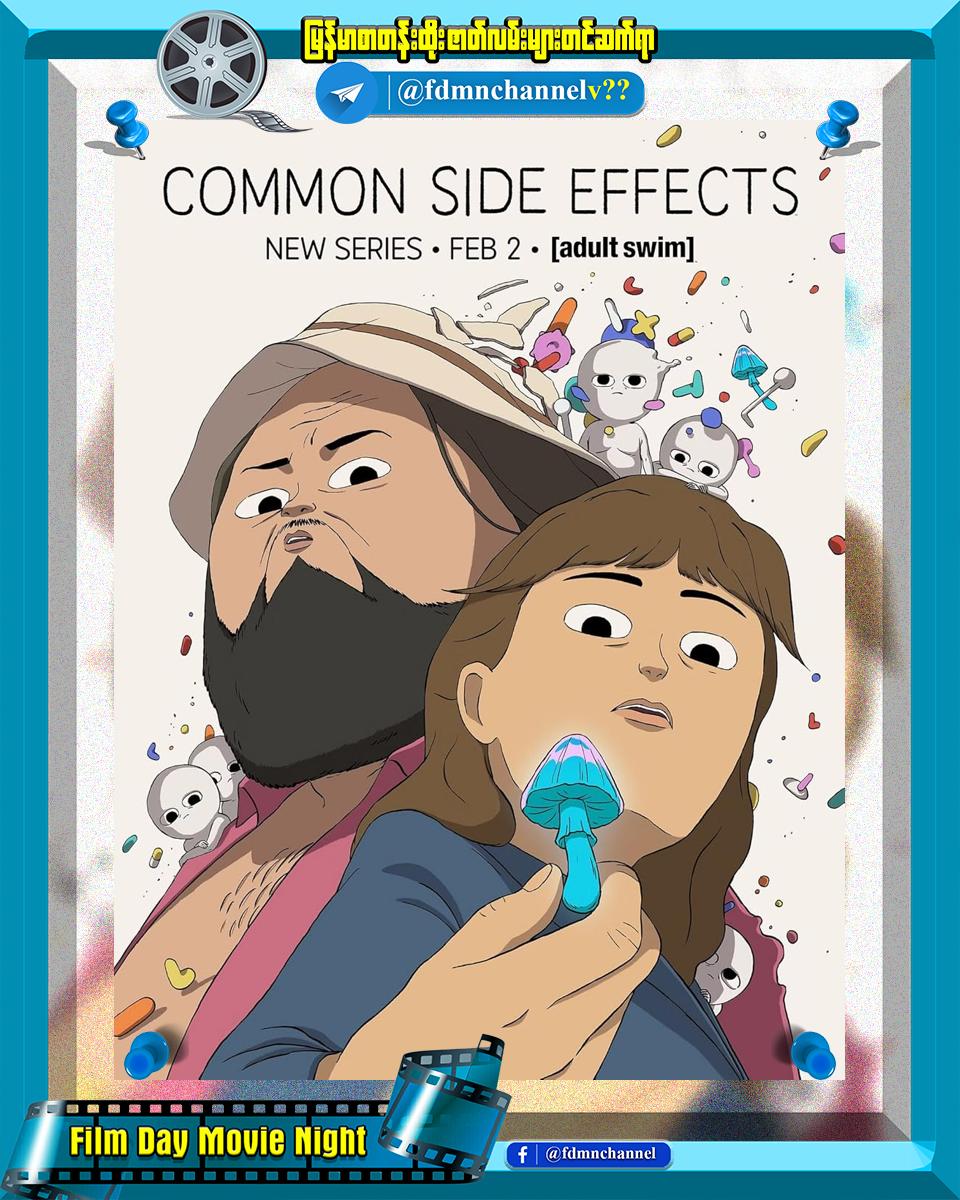 မြန်မာစာတန်းထိုးဇာတ်လမ်းများတင်ဆက်ရာ
@fdmnchannelv??
COMMON SIDE EFFECTS
NEW SERIES • FEB 2 • [adult swim]
Film Day Movie Night
f | @fdmnchannel